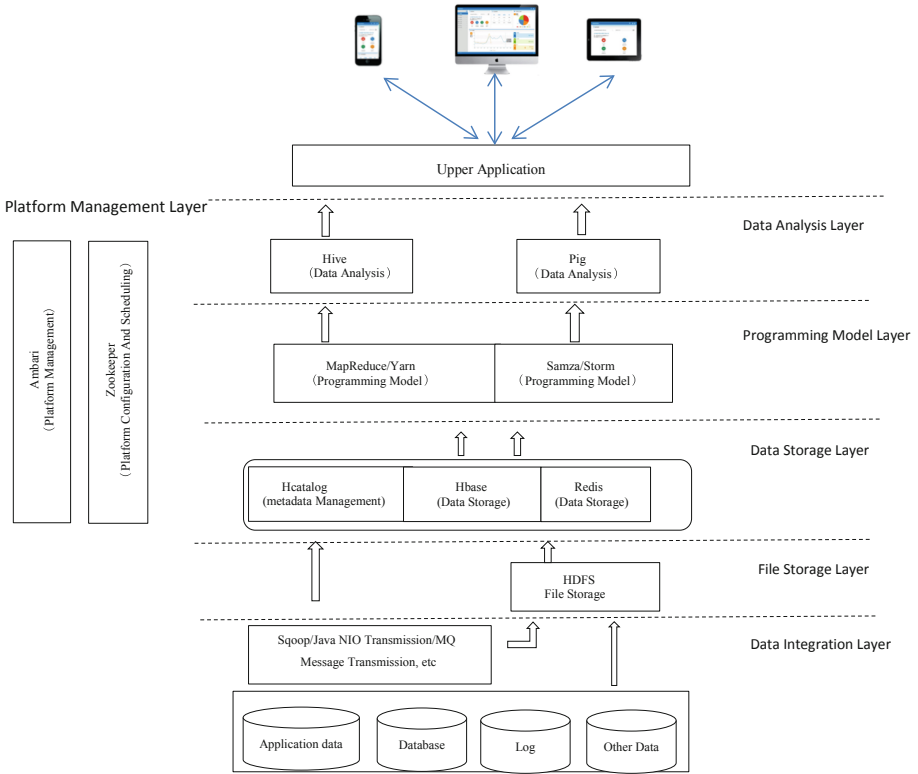 Upper Application
Platform Management Layer
Data Analysis Layer
Hive
(Data Analysis)
Pig
(Data Analysis)
Ambari
(Platform Management)
Zookeeper
(Platform Configuration And Scheduling)
Programming Model Layer
MapReduce/Yarn
(Programming Model)
Samza/Storm
(Programming Model)
Data Storage Layer
Hcatalog
(metadata Management)
Hbase
(Data Storage)
Redis
(Data Storage)
File Storage Layer
HDFS
File Storage
Data Integration Layer
Sqoop/Java NIO Transmission/MQ
Message Transmission, etc
Application data
Database
Log
Other Data